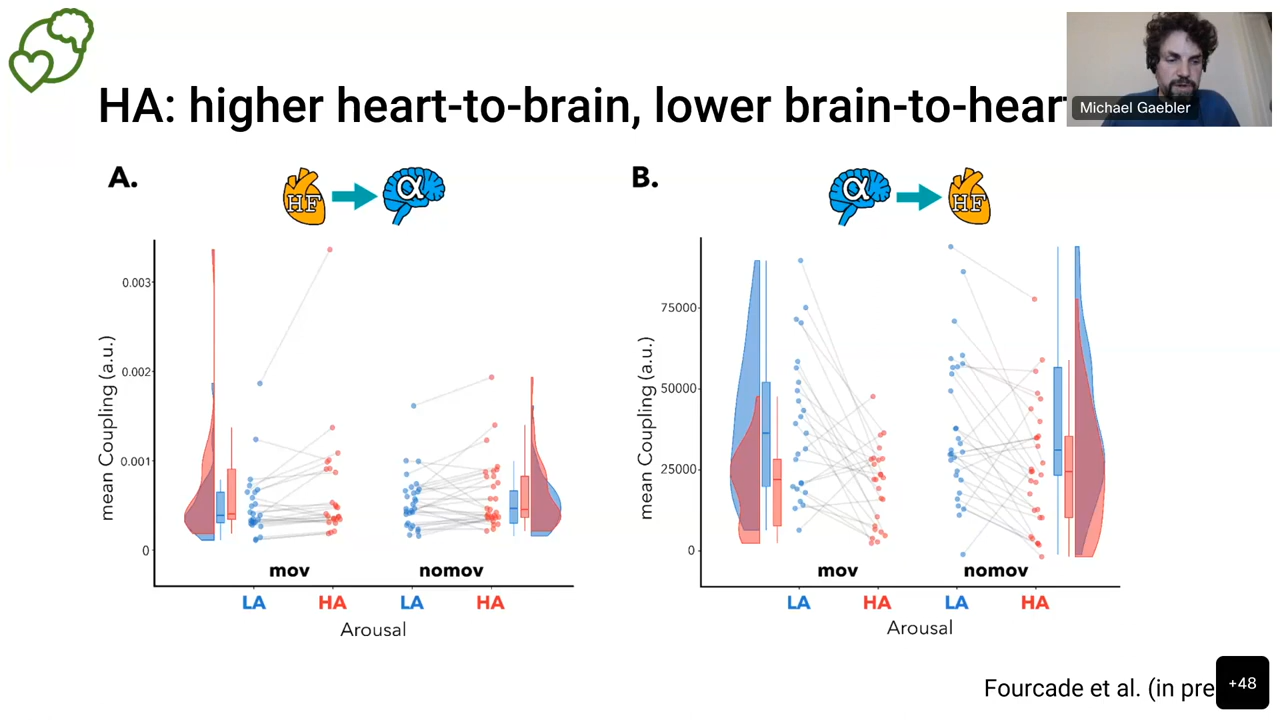 HA: higher heart-to-brain, lower brain-to-hear
Michael Gaebler
A.
HF
α
B.
α
HF
mean Coupling (a.u.)
0.003
0.002
0.001
0
mov
nomov
LA
HA
LA
HA
Arousal
mean Coupling (a.u.)
75000
50000
25000
0
mov
nomov
LA
HA
LA
HA
Arousal
Fourcade et al. (in pre
+48